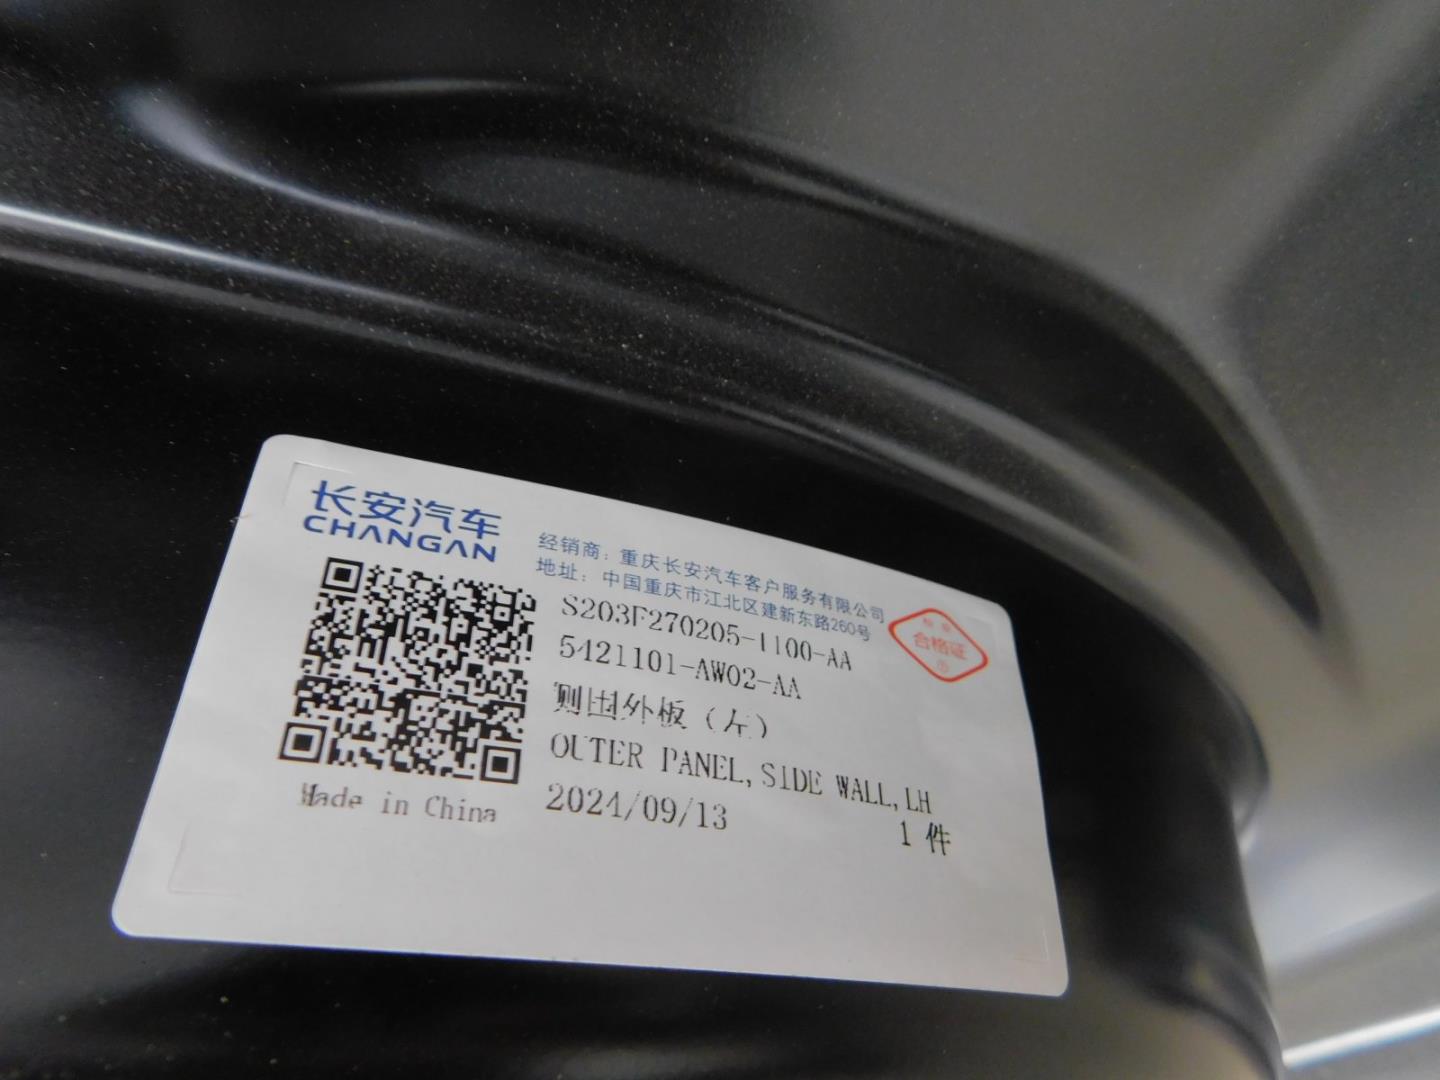 长安汽车
CHANGAN
经销商：重庆长安汽车客户服务有限公司
地址：中国重庆市江北区建新东路260号
S203F270205-1100-AA
5421101-AW02-AA
侧围外板（左）
OUTER PANEL,SIDE WALL,LH
2024/09/13
1 件
Made in China
检验
合格证